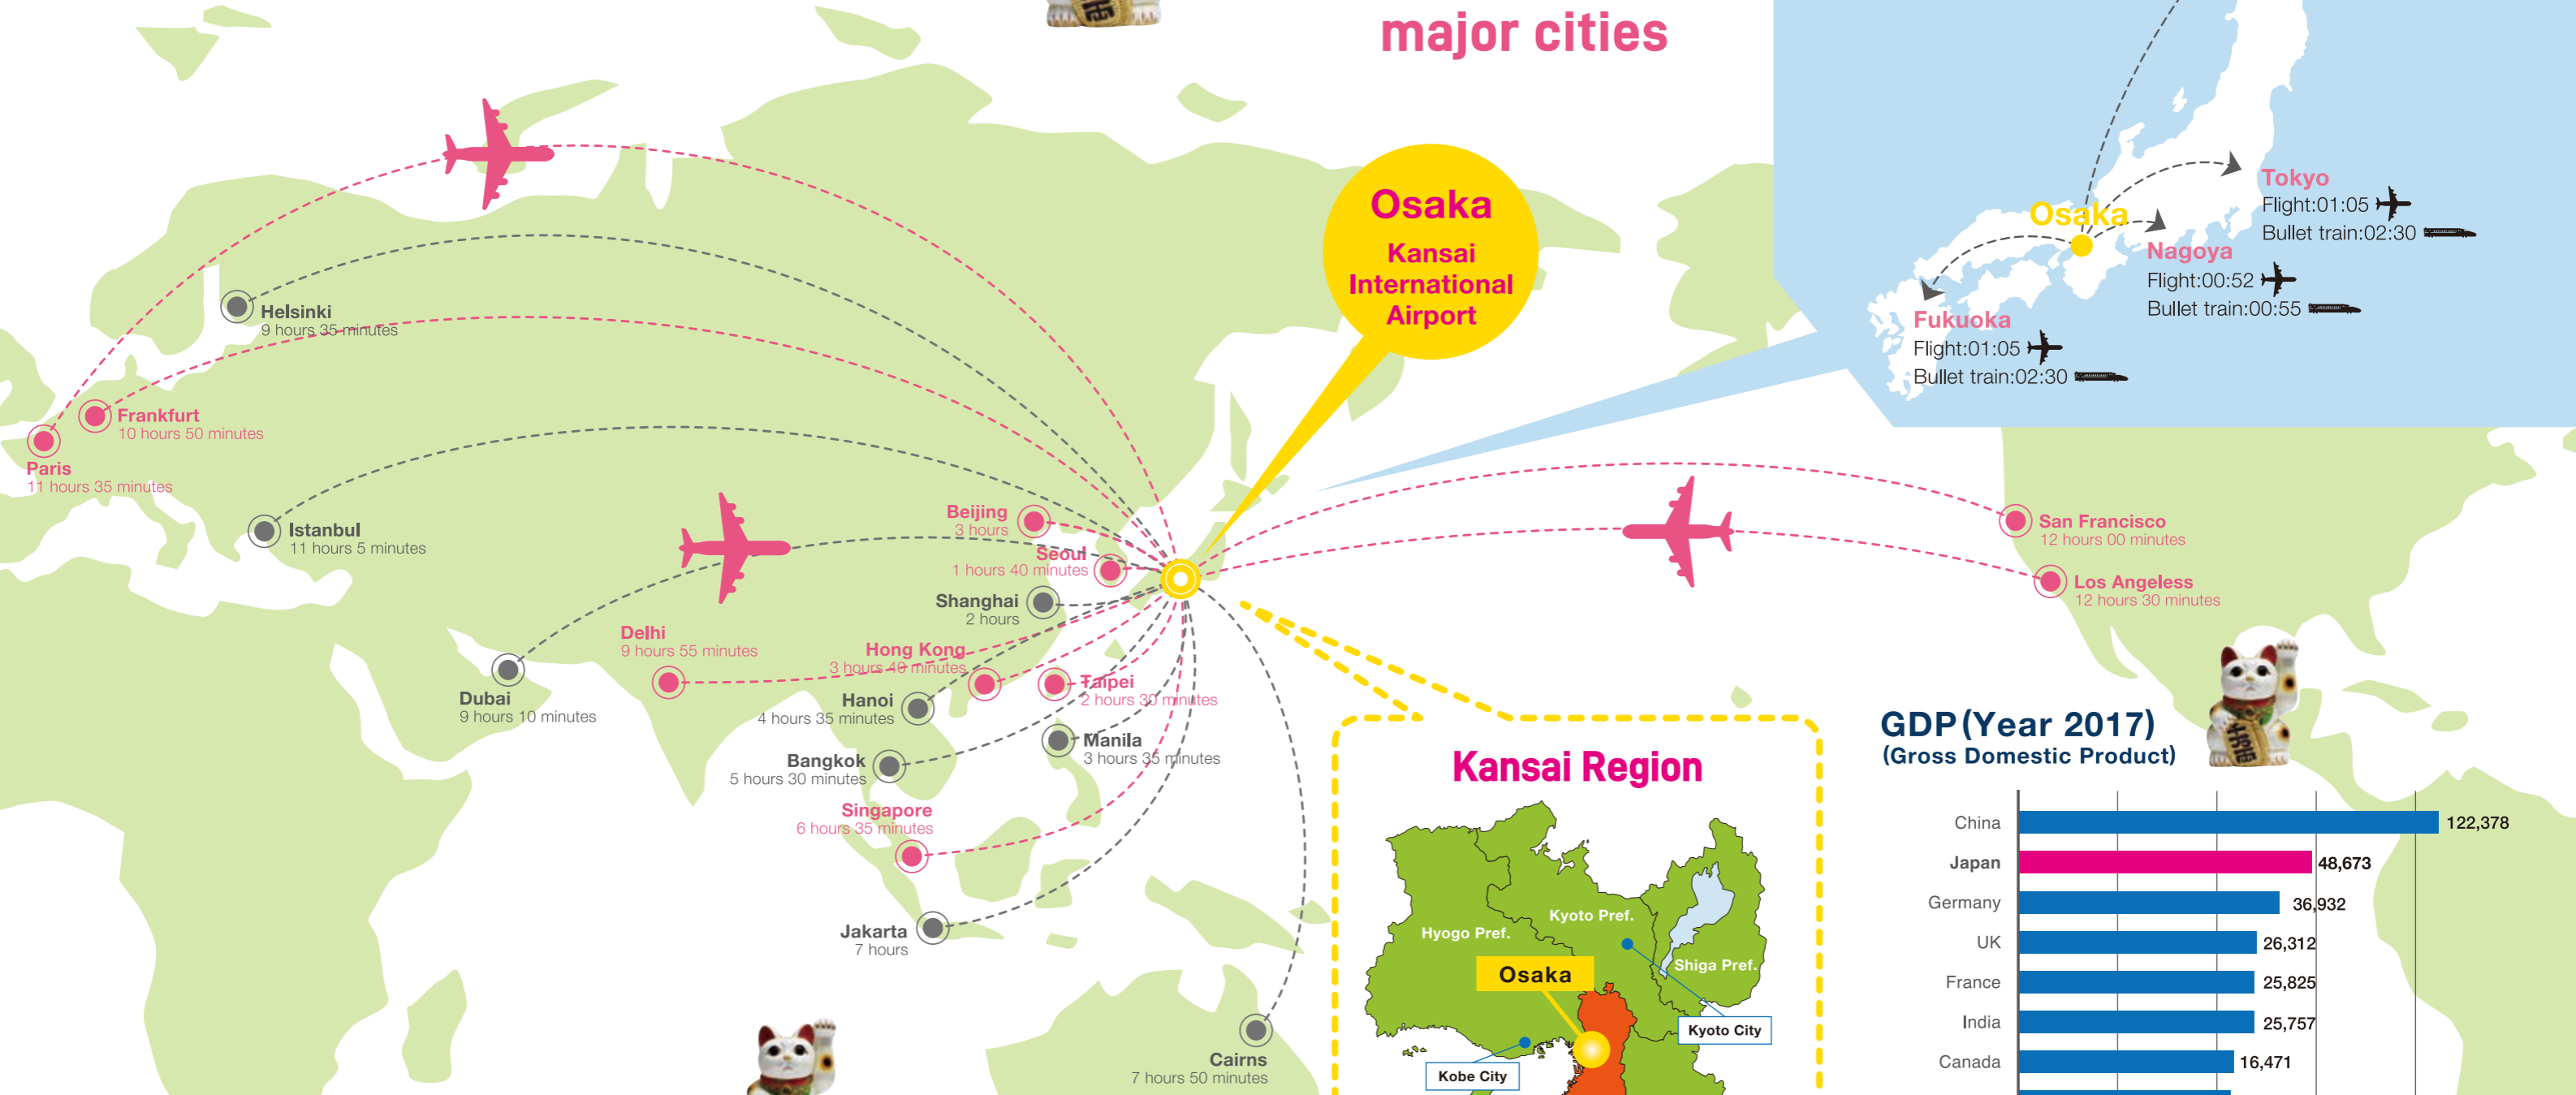 major cities
Osaka
Kansai
International
Airport
Osaka
Tokyo
Flight:01:05
Bullet train:02:30
Nagoya
Flight:00:52
Bullet train:00:55
Fukuoka
Flight:01:05
Bullet train:02:30
Helsinki
9 hours 35 minutes
Frankfurt
10 hours 50 minutes
Paris
11 hours 35 minutes
Istanbul
11 hours 5 minutes
Beijing
3 hours
Seoul
1 hours 40 minutes
Shanghai
2 hours
San Francisco
12 hours 00 minutes
Los Angeless
12 hours 30 minutes
Delhi
9 hours 55 minutes
Hong Kong
3 hours 40 minutes
Taipei
2 hours 30 minutes
Dubai
9 hours 10 minutes
Hanoi
4 hours 35 minutes
Manila
3 hours 35 minutes
Bangkok
5 hours 30 minutes
Singapore
6 hours 35 minutes
Jakarta
7 hours
Cairns
7 hours 50 minutes
Kansai Region
Kyoto Pref.
Hyogo Pref.
Shiga Pref.
Osaka
Kyoto City
Kobe City
GDP(Year 2017)
(Gross Domestic Product)
China 122,378
Japan 48,673
Germany 36,932
UK 26,312
France 25,825
India 25,757
Canada 16,471